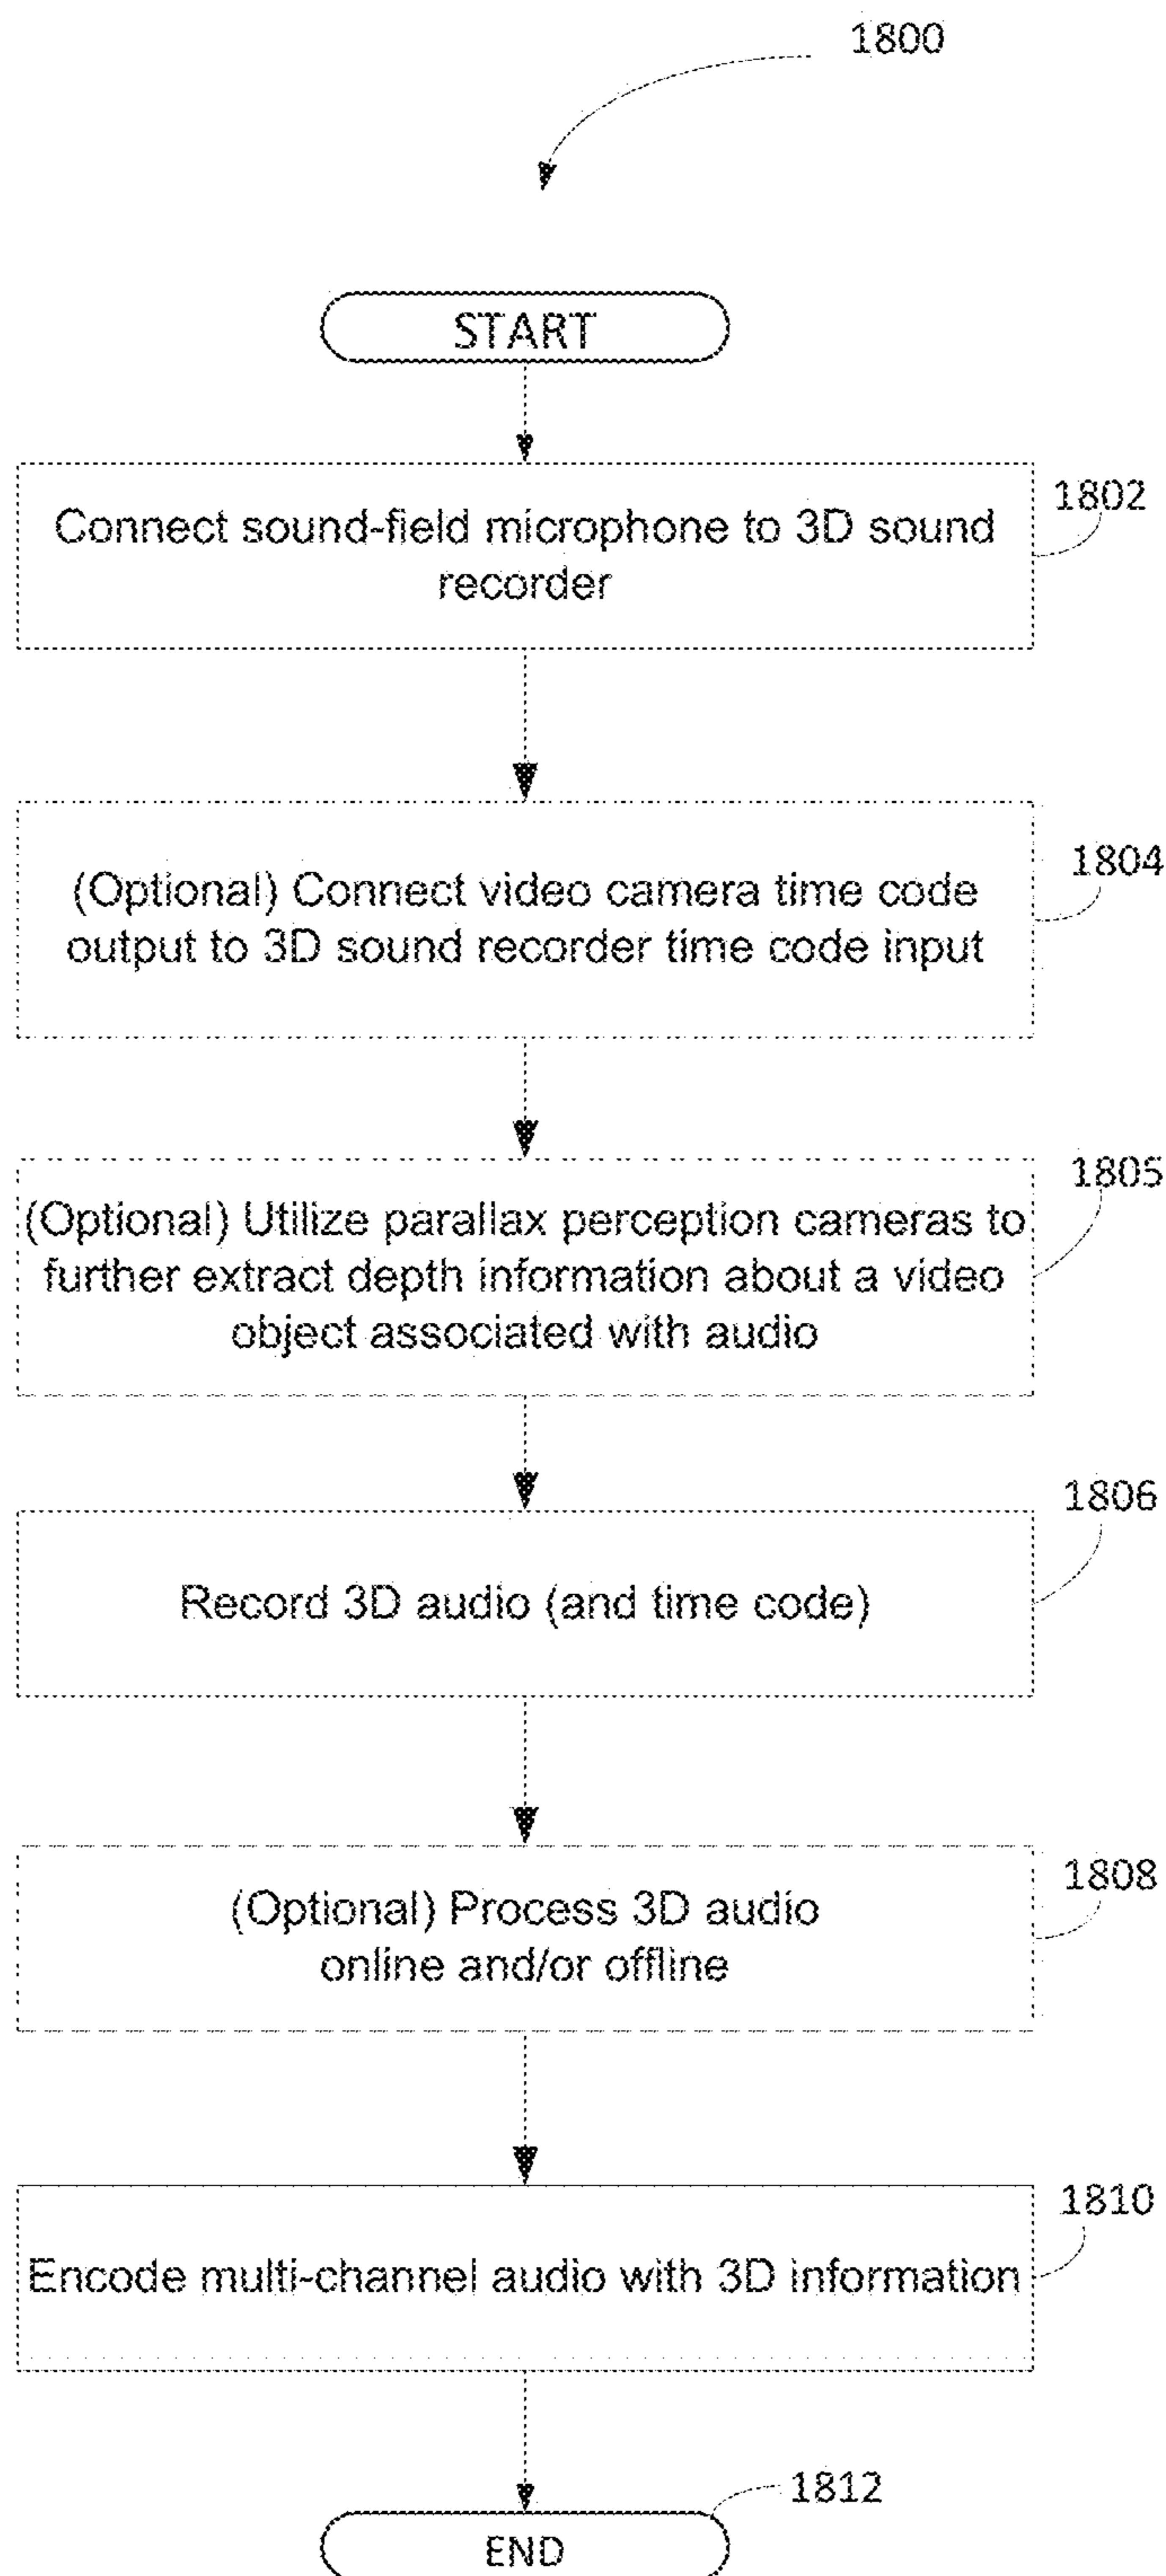 1800
START
Connect sound-field microphone to 3D sound
recorder
1802
(Optional) Connect video camera time code
output to 3D sound recorder time code input
1804
(Optional) Utilize parallax perception cameras to
further extract depth information about a video
object associated with audio
1805
Record 3D audio (and time code)
1806
(Optional) Process 3D audio
online and/or offline
1808
Encode multi-channel audio with 3D information
1810
END
1812